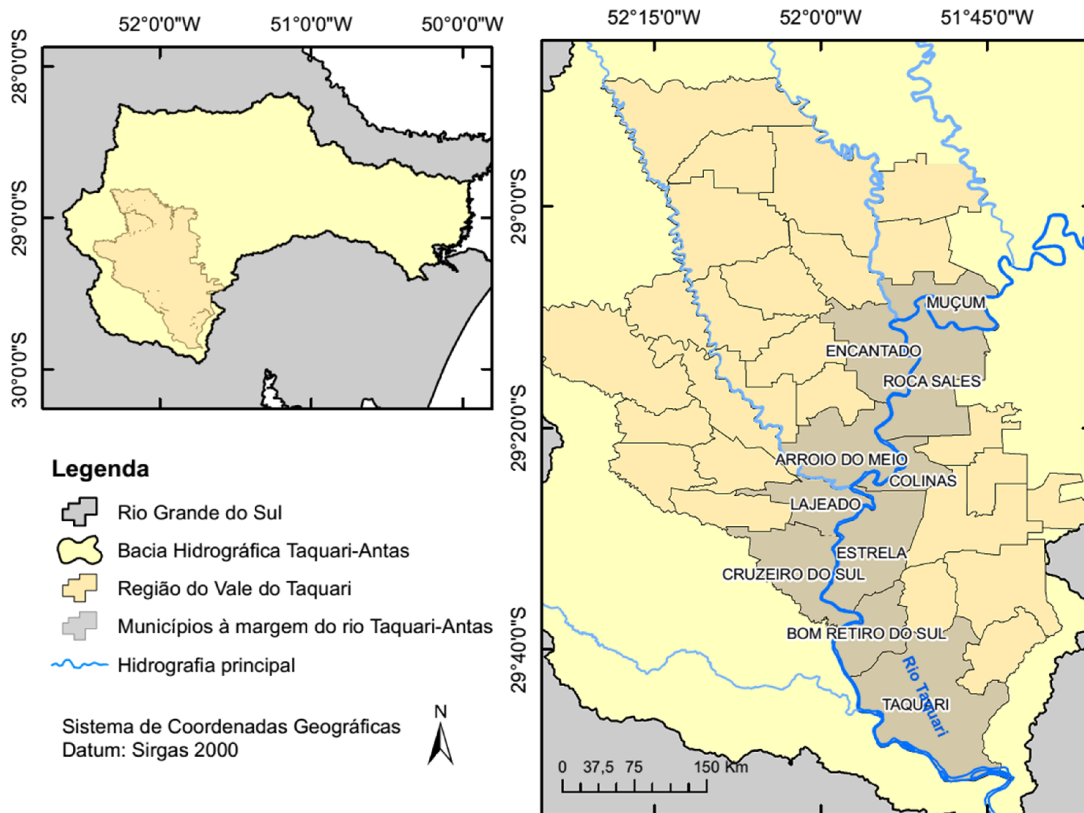 52°0'0"W
51°0'0"W
50°0'0"W
28°0'0"S
29°0'0"S
30°0'0"S
52°15'0"W
52°0'0"W
51°45'0"W
29°0'0"S
29°20'0"S
29°40'0"S
MUÇUM
ENCANTADO
ROCA SALES
ARROIO DO MEIO
COLINAS
LAJEADO
ESTRELA
CRUZEIRO DO SUL
BOM RETIRO DO SUL
TAQUARI
Rio Taquari
0 37,5 75 150 Km
Legenda
Rio Grande do Sul
Bacia Hidrográfica Taquari-Antas
Região do Vale do Taquari
Municípios à margem do rio Taquari-Antas
Hidrografia principal
Sistema de Coordenadas Geográficas
Datum: Sirgas 2000
N